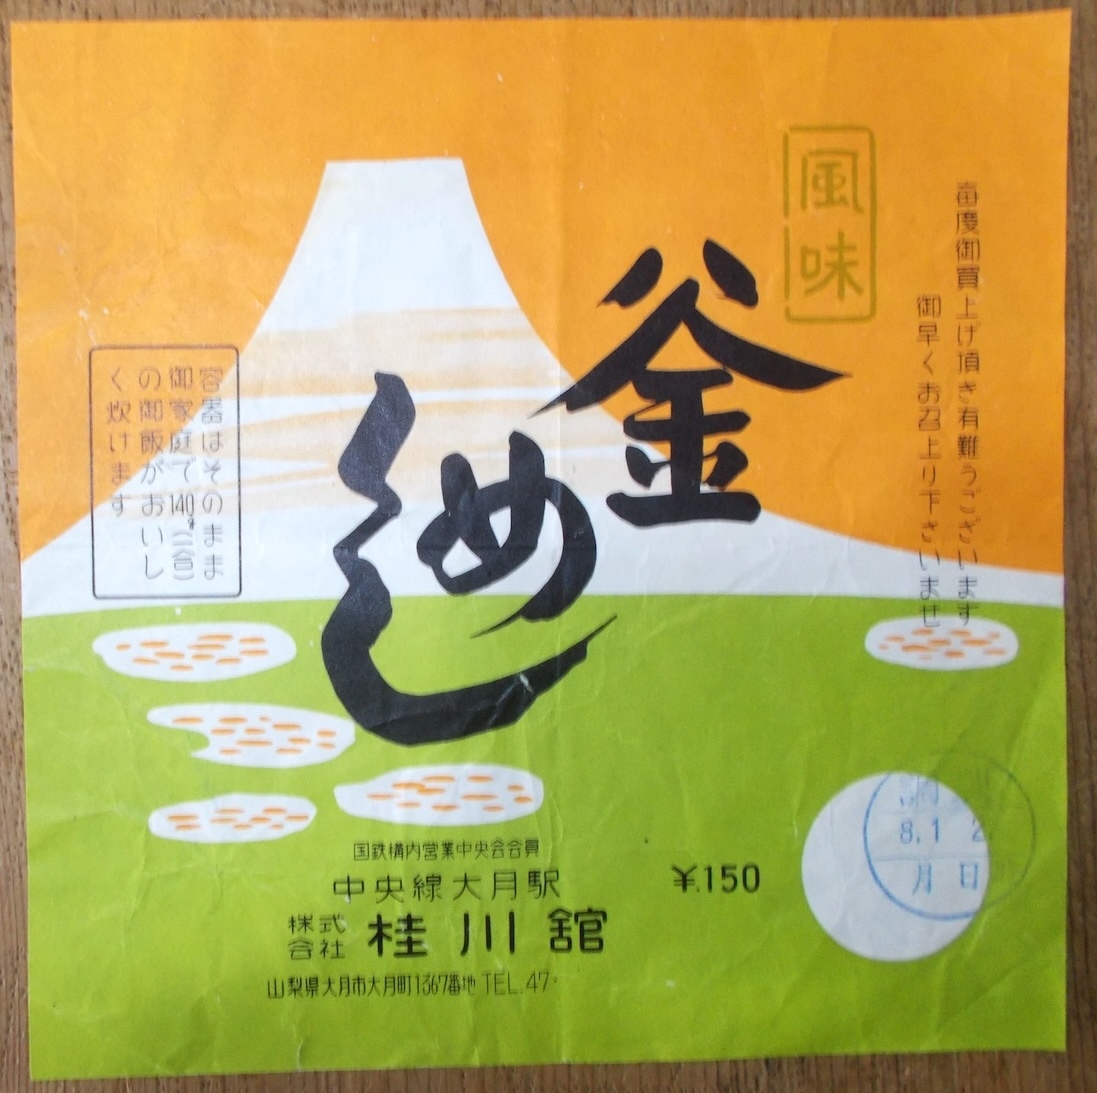 風味
毎度御買上げ頂き有難うございます
御早くお召上り下さいませ
釜
めし
容器はそのまま
御家庭で140g(一合)
の御飯がおいし
く炊けます
国鉄構内営業中央会会員
中央線大月駅
株式会社 桂川舘
山梨県大月市大月町1367番地 TEL.47-
¥.150
調
8.1 2
月日